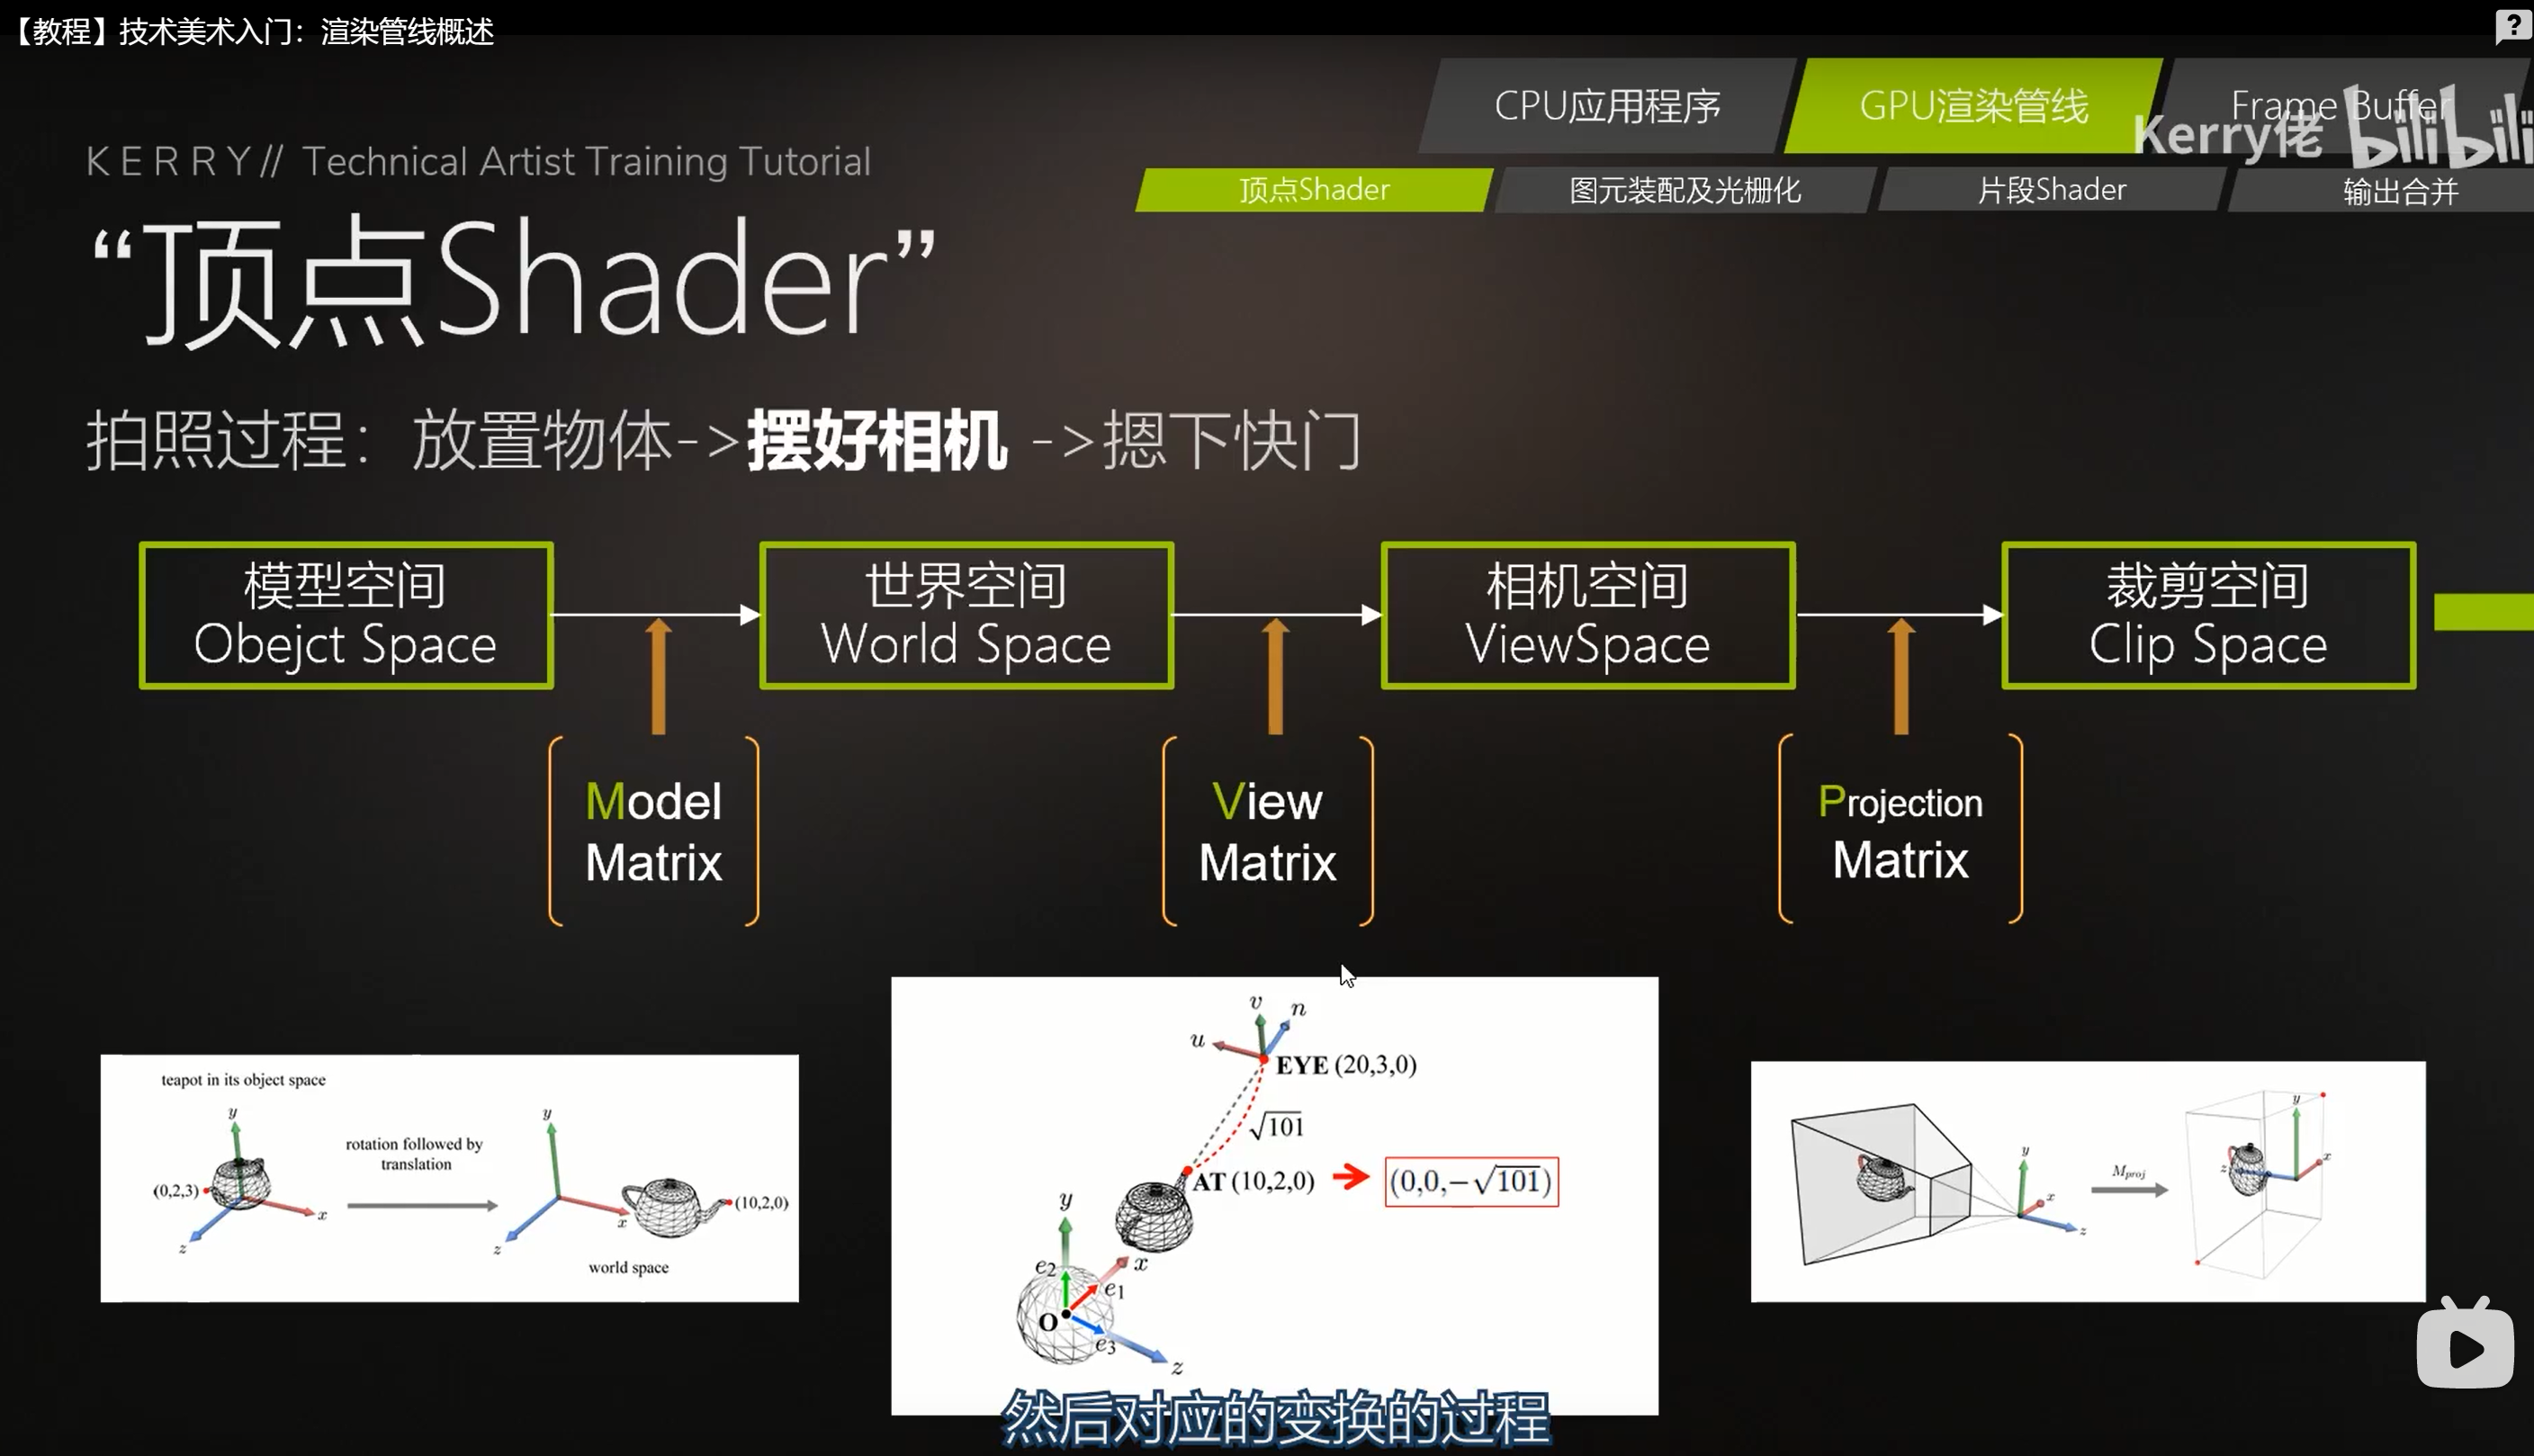 【教程】技术美术入门：渲染管线概述
CPU应用程序
GPU渲染管线
Frame Buffer
Kerry佬 bilibili
KERRY// Technical Artist Training Tutorial
顶点Shader
图元装配及光栅化
片段Shader
输出合并
“顶点Shader”
拍照过程：放置物体->摆好相机 ->摁下快门
模型空间
Obejct Space
世界空间
World Space
相机空间
ViewSpace
裁剪空间
Clip Space
Model
Matrix
View
Matrix
Projection
Matrix
teapot in its object space
y
(0,2,3)
x
z
rotation followed by
translation
y
x
z
(10,2,0)
world space
v
n
u
EYE (20,3,0)
√101
AT (10,2,0)
(0,0,−√101)
y
e2
x
e1
O
e3
z
y
x
z
Mproj
y
x
z
然后对应的变换的过程